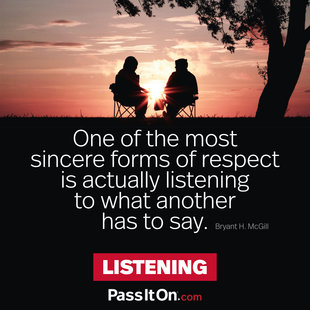 One of the most
sincere forms of respect
is actually listening
to what another
has to say. Bryant H. McGill
LISTENING
PassItOn.com